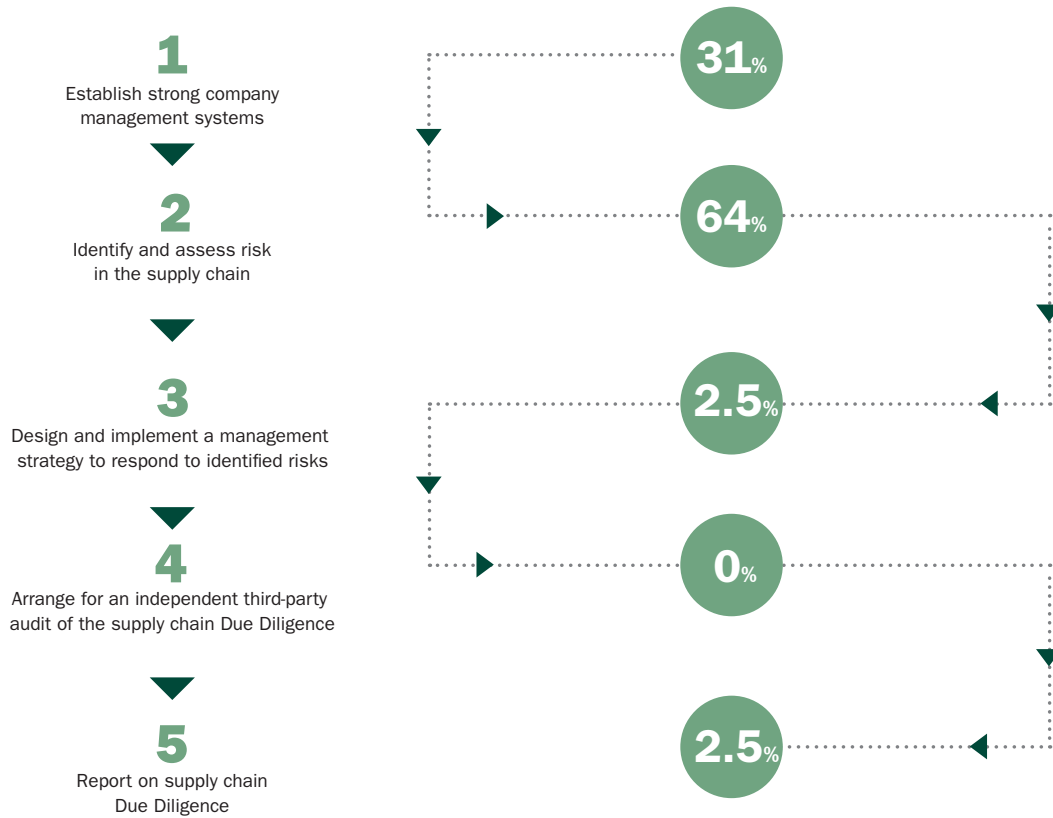 1
Establish strong company
management systems
31%
2
Identify and assess risk
in the supply chain
64%
3
Design and implement a management
strategy to respond to identified risks
2.5%
4
Arrange for an independent third-party
audit of the supply chain Due Diligence
0%
5
Report on supply chain
Due Diligence
2.5%